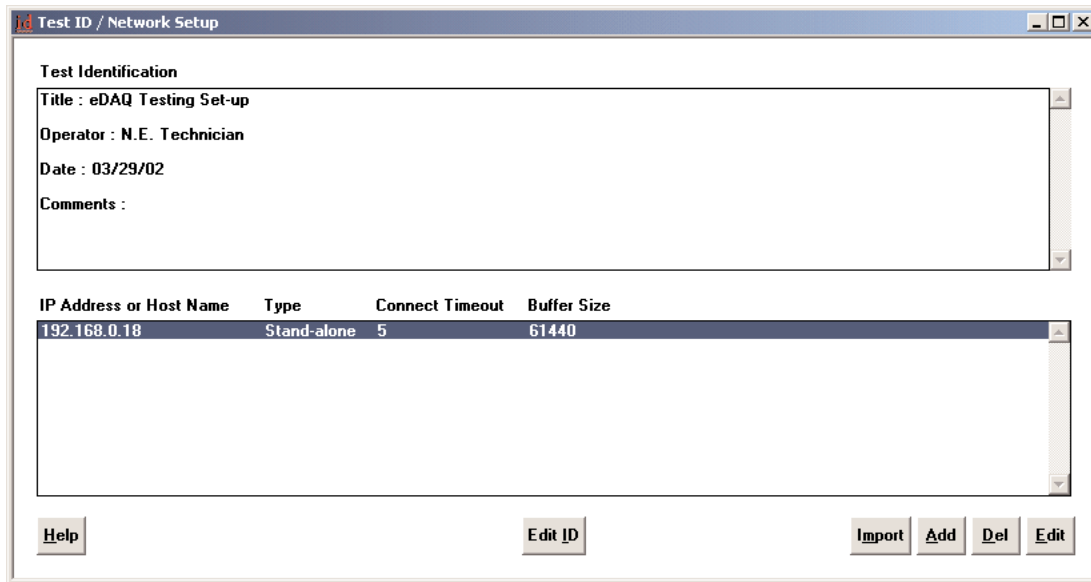 id Test ID / Network Setup
Test Identification
Title : eDAQ Testing Set-up
Operator : N.E. Technician
Date : 03/29/02
Comments :
IP Address or Host Name Type Connect Timeout Buffer Size
192.168.0.18 Stand-alone 5 61440
Help Edit ID Import Add Del Edit